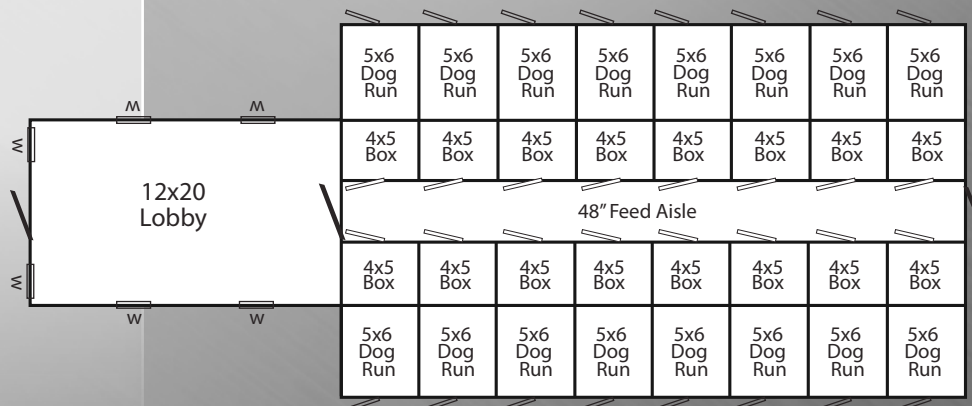 W W
5x6 5x6 5x6 5x6 5x6 5x6 5x6 5x6
Dog Dog Dog Dog Dog Dog Dog Dog
Run Run Run Run Run Run Run Run
4x5 4x5 4x5 4x5 4x5 4x5 4x5 4x5
Box Box Box Box Box Box Box Box
W
12x20
Lobby
48” Feed Aisle
W
4x5 4x5 4x5 4x5 4x5 4x5 4x5 4x5
Box Box Box Box Box Box Box Box
W W
5x6 5x6 5x6 5x6 5x6 5x6 5x6 5x6
Dog Dog Dog Dog Dog Dog Dog Dog
Run Run Run Run Run Run Run Run